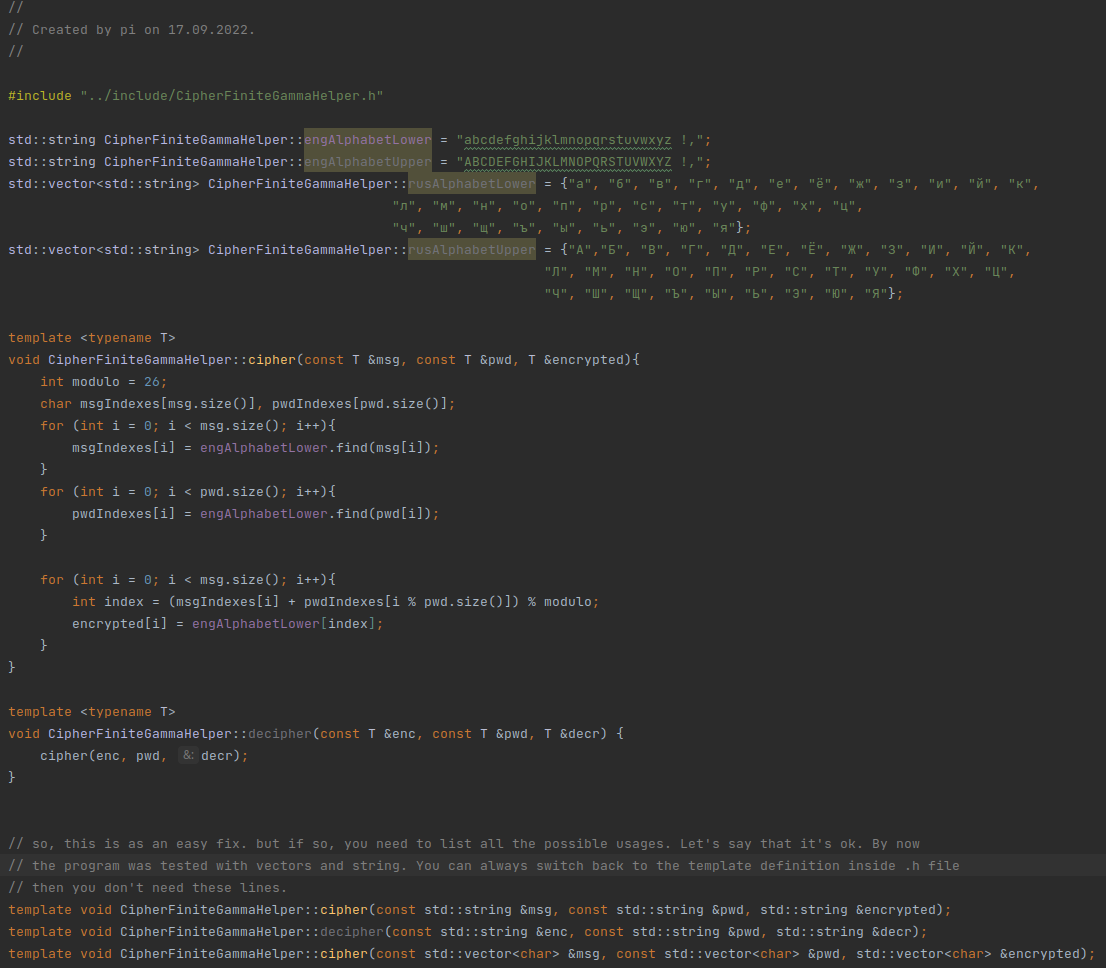 //
// Created by pi on 17.09.2022.
//
#include "../include/CipherFiniteGammaHelper.h"
std::string CipherFiniteGammaHelper::engAlphabetLower = "abcdefghijklmnopqrstuvwxyz !,";
std::string CipherFiniteGammaHelper::engAlphabetUpper = "ABCDEFGHIJKLMNOPQRSTUVWXYZ !,";
std::vector<std::string> CipherFiniteGammaHelper::rusAlphabetLower = {"а", "б", "в", "г", "д", "е", "ё", "ж", "з", "и", "й", "к",
"л", "м", "н", "о", "п", "р", "с", "т", "у", "ф", "х", "ц",
"ч", "ш", "щ", "ъ", "ы", "ь", "э", "ю", "я"};
std::vector<std::string> CipherFiniteGammaHelper::rusAlphabetUpper = {"А","Б", "В", "Г", "Д", "Е", "Ё", "Ж", "З", "И", "Й", "К",
"Л", "М", "Н", "О", "П", "Р", "С", "Т", "У", "Ф", "Х", "Ц",
"Ч", "Ш", "Щ", "Ъ", "Ы", "Ь", "Э", "Ю", "Я"};
template <typename T>
void CipherFiniteGammaHelper::cipher(const T &msg, const T &pwd, T &encrypted){
int modulo = 26;
char msgIndexes[msg.size()], pwdIndexes[pwd.size()];
for (int i = 0; i < msg.size(); i++){
msgIndexes[i] = engAlphabetLower.find(msg[i]);
}
for (int i = 0; i < pwd.size(); i++){
pwdIndexes[i] = engAlphabetLower.find(pwd[i]);
}
for (int i = 0; i < msg.size(); i++){
int index = (msgIndexes[i] + pwdIndexes[i % pwd.size()]) % modulo;
encrypted[i] = engAlphabetLower[index];
}
}
template <typename T>
void CipherFiniteGammaHelper::decipher(const T &enc, const T &pwd, T &decr) {
cipher(enc, pwd, &: decr);
}
// so, this is as an easy fix. but if so, you need to list all the possible usages. Let's say that it's ok. By now
// the program was tested with vectors and string. You can always switch back to the template definition inside .h file
// then you don't need these lines.
template void CipherFiniteGammaHelper::cipher(const std::string &msg, const std::string &pwd, std::string &encrypted);
template void CipherFiniteGammaHelper::decipher(const std::string &enc, const std::string &pwd, std::string &decr);
template void CipherFiniteGammaHelper::cipher(const std::vector<char> &msg, const std::vector<char> &pwd, std::vector<char> &encrypted);